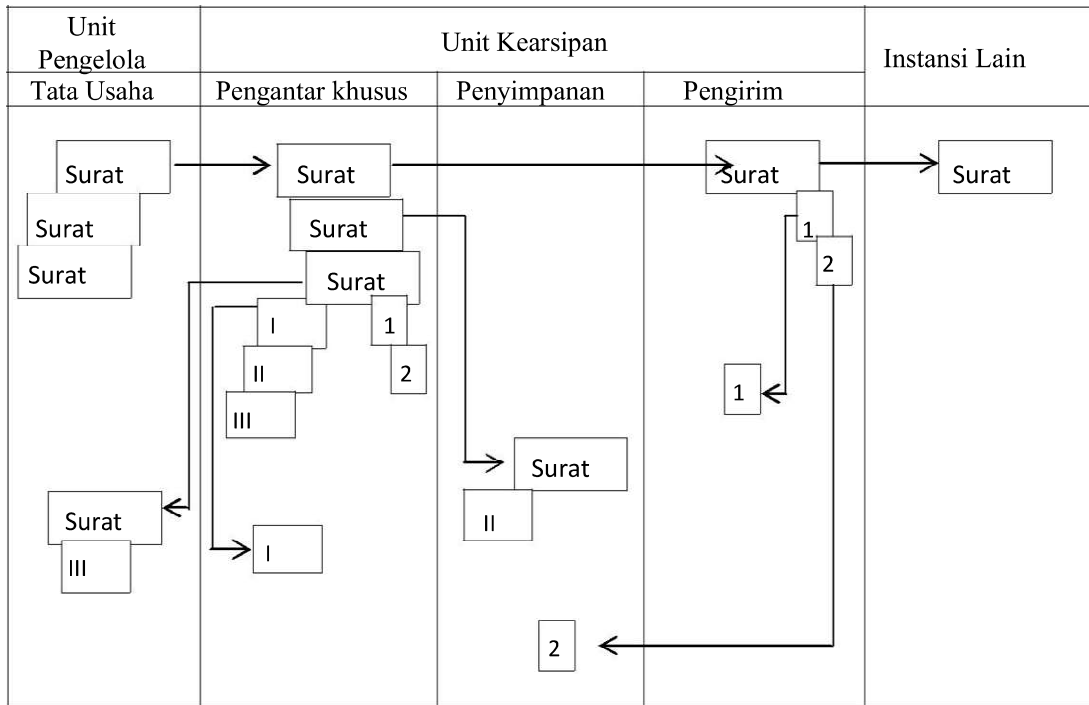 Unit
Pengelola
Unit Kearsipan
Instansi Lain
Tata Usaha
Pengantar khusus
Penyimpanan
Pengirim
Surat
Surat
Surat
Surat
Surat
Surat
I
1
II
2
III
Surat
1
2
Surat
1
Surat
II
Surat
III
I
2